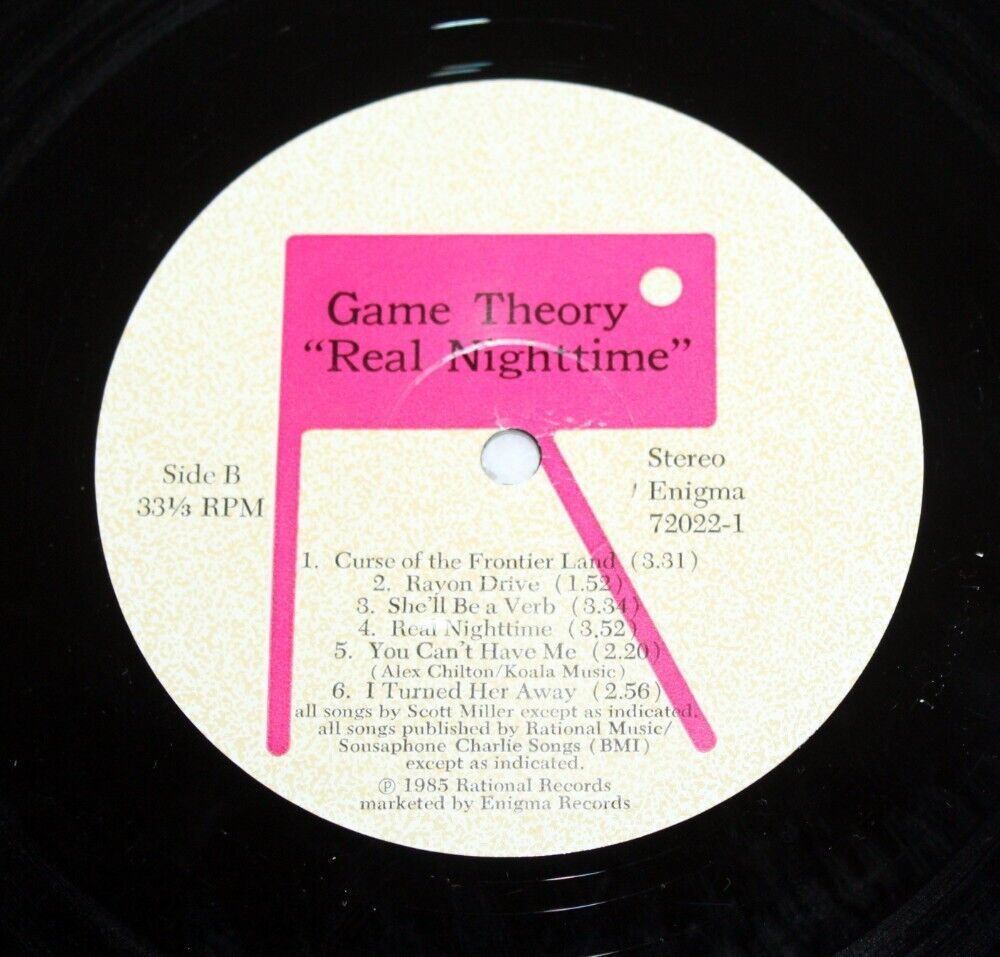 Game Theory
“Real Nighttime”
Side B
33⅓ RPM
Stereo
Enigma
72022-1
1. Curse of the Frontier Land (3.31)
2. Rayon Drive (1.52)
3. She'll Be a Verb (3.34)
4. Real Nighttime (3,52)
5. You Can't Have Me (2.20)
(Alex Chilton/Koala Music)
6. I Turned Her Away (2.56)
all songs by Scott Miller except as indicated.
all songs published by Rational Music/
Sousaphone Charlie Songs (BMI)
except as indicated.
℗ 1985 Rational Records
marketed by Enigma Records